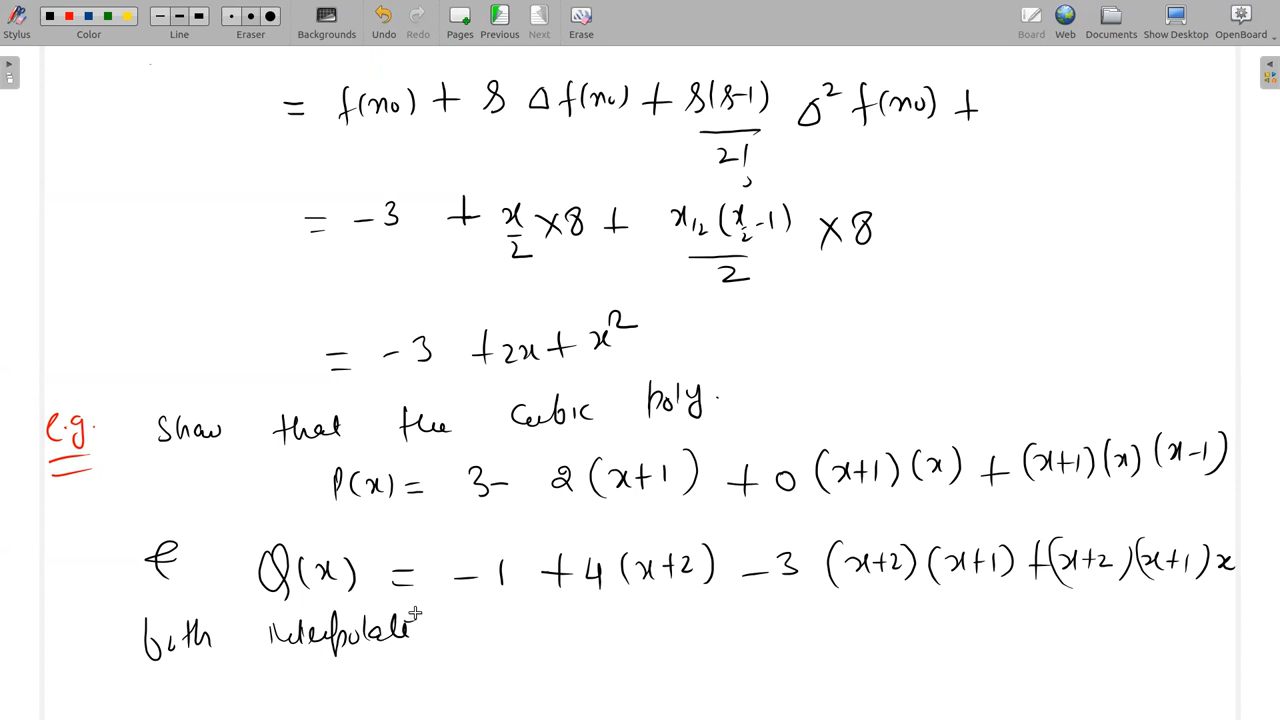 Stylus Color Line Eraser Backgrounds Undo Redo Pages Previous Next Erase Board Web Documents Show Desktop OpenBoard
= f(x₀) + s Δf(x₀) + s(s-1)/2! Δ² f(x₀) +
= -3 + x/2 × 8 + x/2 (x/2 - 1)/2 × 8
= -3 + 2x + x²
e.g. Show that the cubic poly.
P(x) = 3 - 2(x+1) + 0(x+1)(x) + (x+1)(x)(x-1)
& Q(x) = -1 + 4(x+2) - 3(x+2)(x+1) + (x+2)(x+1)x
both interpolate